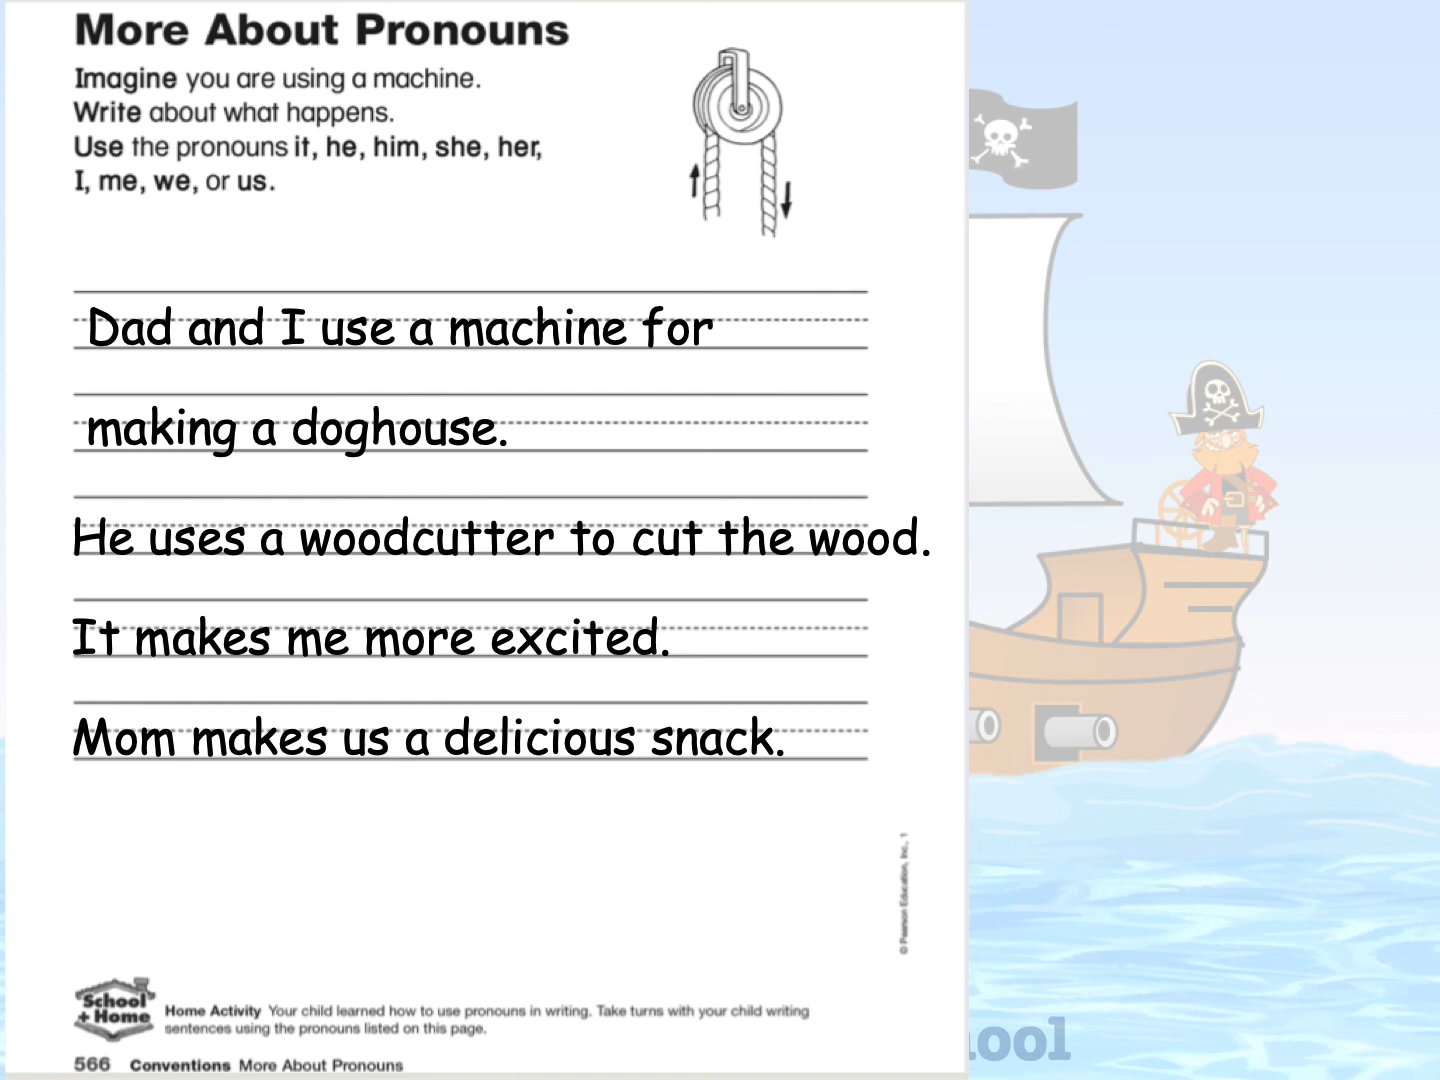 More About Pronouns
Imagine you are using a machine.
Write about what happens.
Use the pronouns it, he, him, she, her,
I, me, we, or us.
Dad and I use a machine for
making a doghouse.
He uses a woodcutter to cut the wood.
It makes me more excited.
Mom makes us a delicious snack.
© Pearson Education, Inc., 1
School + Home
Home Activity Your child learned how to use pronouns in writing. Take turns with your child writing
sentences using the pronouns listed on this page.
566 Conventions More About Pronouns
ool